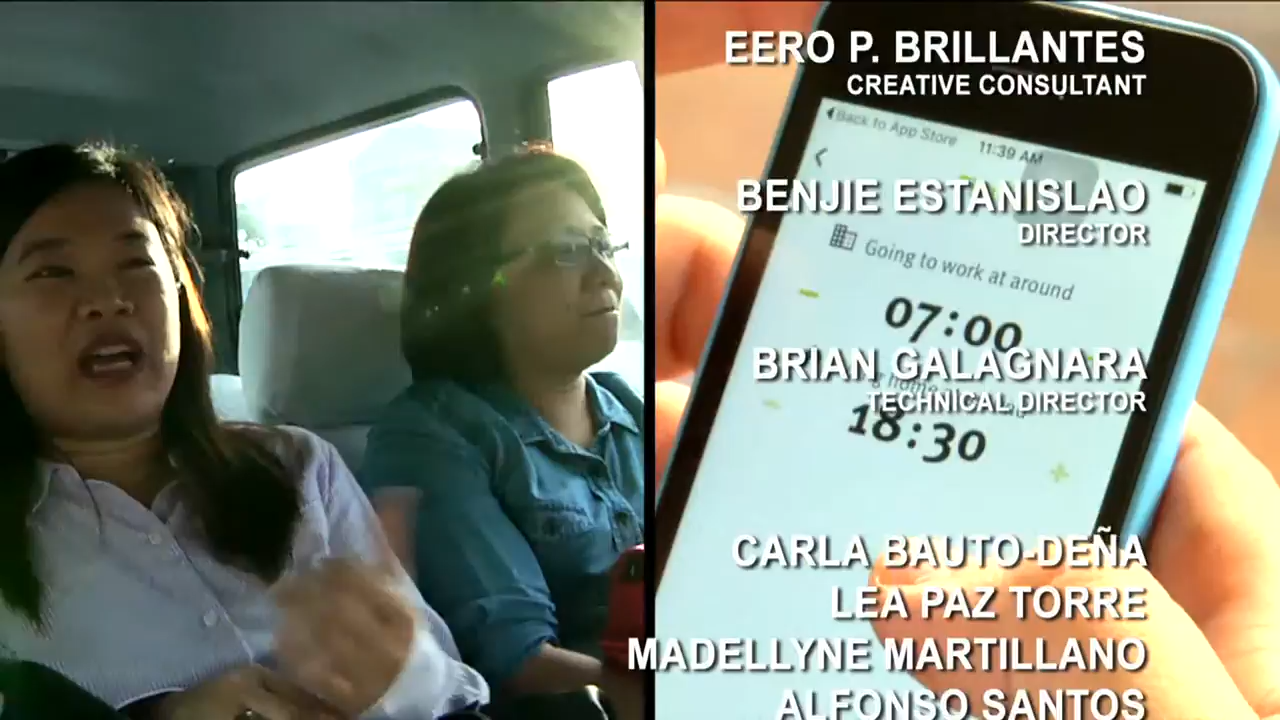 EERO P. BRILLANTES
CREATIVE CONSULTANT
Back to App Store
11:39 AM
BENJIE ESTANISLAO
DIRECTOR
Going to work at around
07:00
BRIAN GALAGNARA
home
TECHNICAL DIRECTOR
18:30
CARLA BAUTO-DEÑA
LEA PAZ TORRE
MADELLYNE MARTILLANO
ALFONSO SANTOS